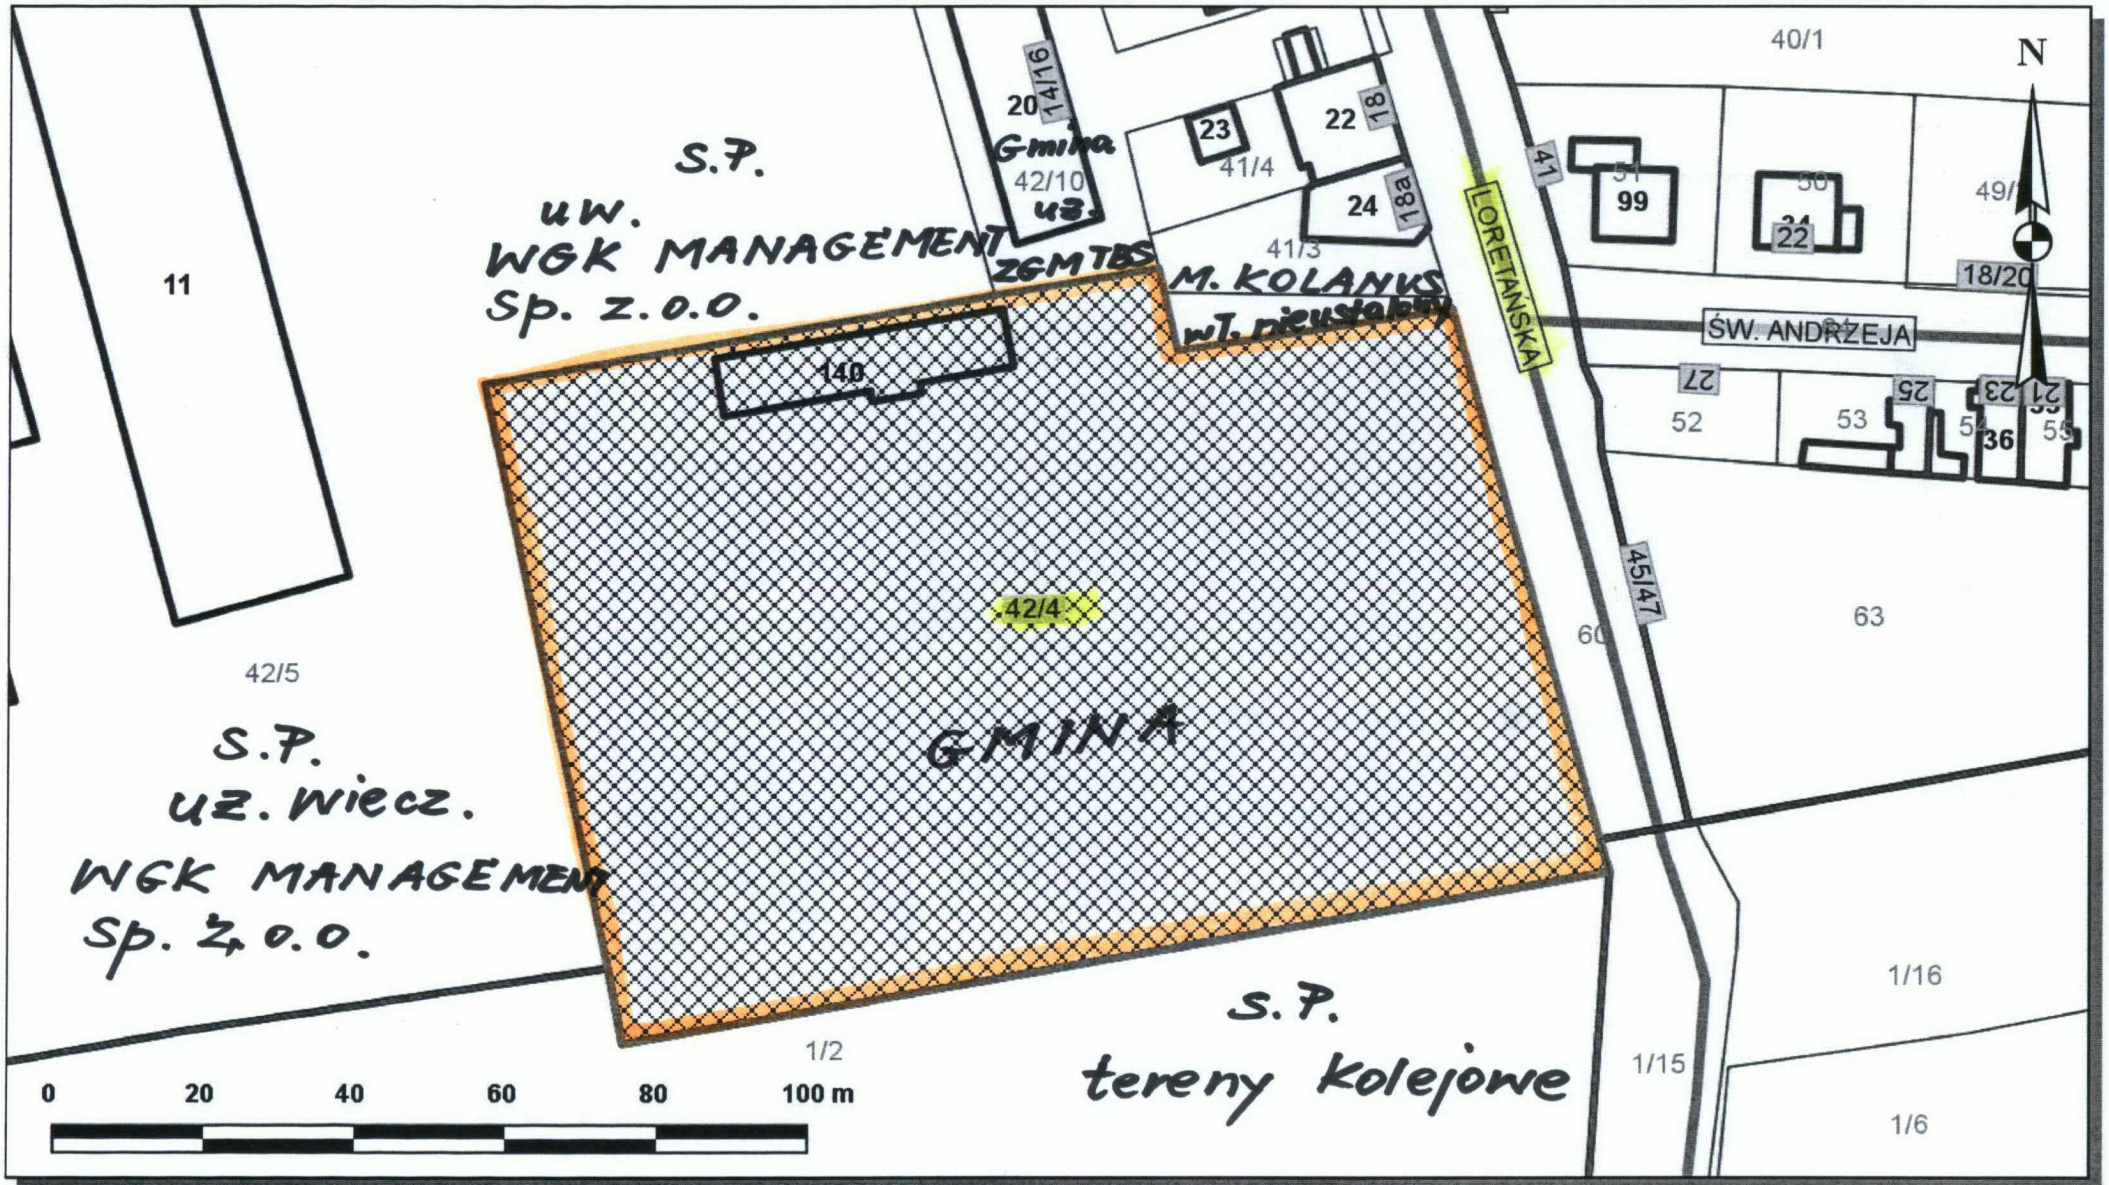 40/1
N
14/16
20
Gmina
42/10
uż.
ZGM TBS
23
41/4
22
18
24
18a
41/3
M. KOLANUS
wł. nieustalony
LORETAŃSKA
41
51
99
50
22
49/
18/20
ŚW. ANDRZEJA
S.P.
uw.
WGK MANAGEMENT
Sp. z.o.o.
11
140
27
52
53
25
54
23
36
21
55
42/4
GMINA
60
45/47
63
42/5
S.P.
uż. wiecz.
WGK MANAGEMENT
Sp. z.o.o.
1/16
S.P.
tereny kolejowe
1/2
1/15
1/6
0 20 40 60 80 100 m